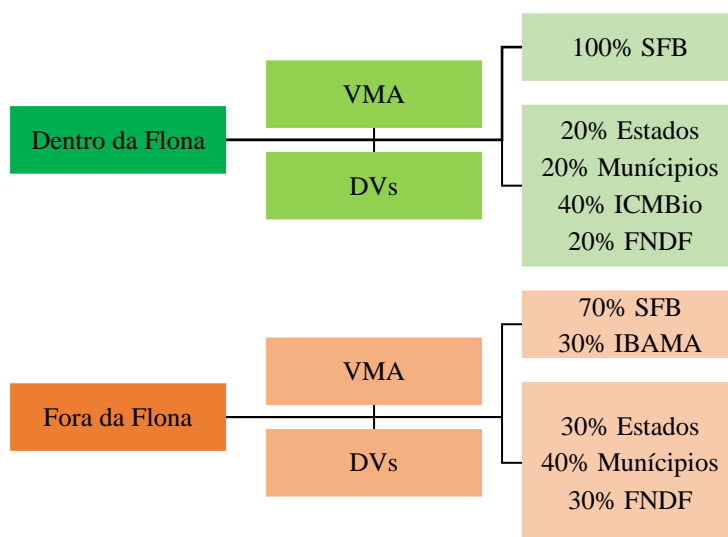 Dentro da Flona
VMA
DVs
100% SFB
20% Estados
20% Munícipios
40% ICMBio
20% FNDF
Fora da Flona
VMA
DVs
70% SFB
30% IBAMA
30% Estados
40% Munícipios
30% FNDF